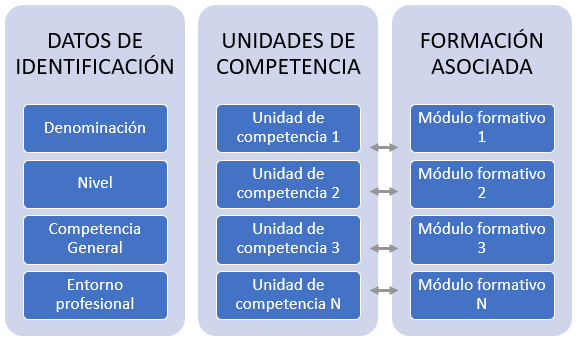 DATOS DE
IDENTIFICACIÓN
Denominación
Nivel
Competencia
General
Entorno
profesional
UNIDADES DE
COMPETENCIA
Unidad de
competencia 1
Unidad de
competencia 2
Unidad de
competencia 3
Unidad de
competencia N
FORMACIÓN
ASOCIADA
Módulo formativo
1
Módulo formativo
2
Módulo formativo
3
Módulo formativo
N